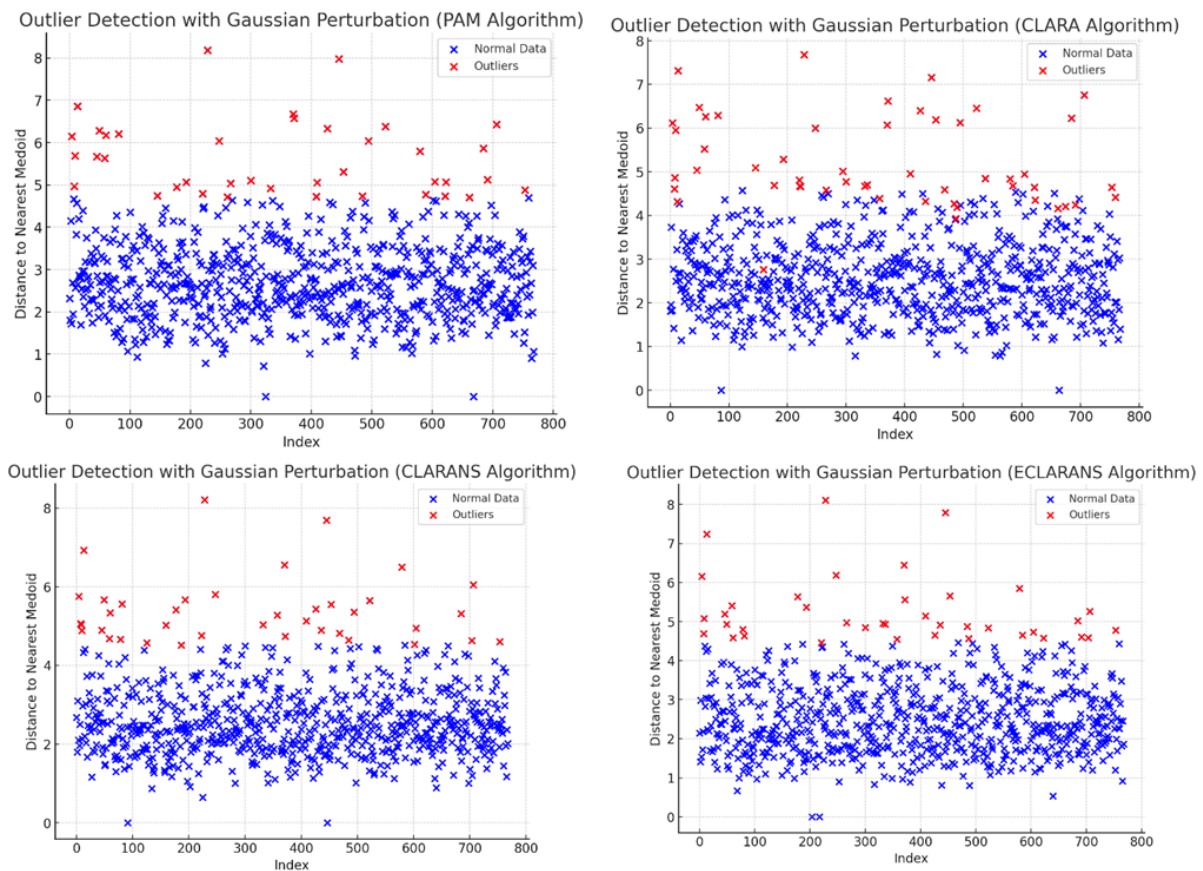 Outlier Detection with Gaussian Perturbation (PAM Algorithm)
Normal Data
Outliers
8
7
6
5
4
3
2
1
0
Distance to Nearest Medoid
0 100 200 300 400 500 600 700 800
Index
Outlier Detection with Gaussian Perturbation (CLARA Algorithm)
Normal Data
Outliers
8
7
6
5
4
3
2
1
0
Distance to Nearest Medoid
0 100 200 300 400 500 600 700 800
Index
Outlier Detection with Gaussian Perturbation (CLARANS Algorithm)
Normal Data
Outliers
8
6
4
3
2
0
Distance to Nearest Medoid
0 100 200 300 400 500 600 700 800
Index
Outlier Detection with Gaussian Perturbation (ECLARANS Algorithm)
Normal Data
Outliers
8
7
6
5
4
3
2
1
0
Distance to Nearest Medoid
0 100 200 300 400 500 600 700 800
Index